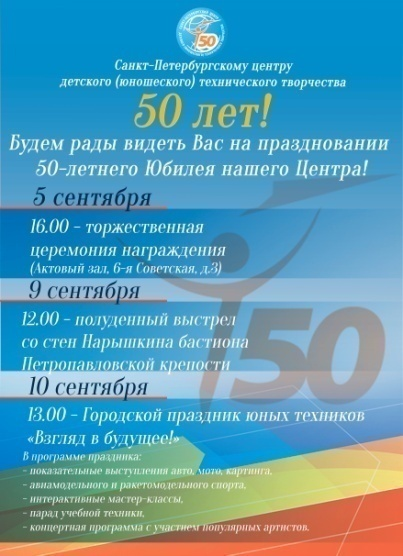 50
Санкт-Петербургскому центру
детского (юношеского) технического творчества
50 лет!
Будем рады видеть Вас на праздновании
50-летнего Юбилея нашего Центра!
5 сентября
16.00 - торжественная
церемония награждения
(Актовый зал, 6-я Советская, д.3)
9 сентября
12.00 - полуденный выстрел
со стен Нарышкина бастиона
Петропавловской крепости
50
10 сентября
13.00 - Городской праздник юных техников
«Взгляд в будущее!»
В программе праздника:
- показательные выступления авто, мото, картинга,
- авиамодельного и ракетомодельного спорта,
- интерактивные мастер-классы,
- парад учебной техники,
- концертная программа с участием популярных артистов.